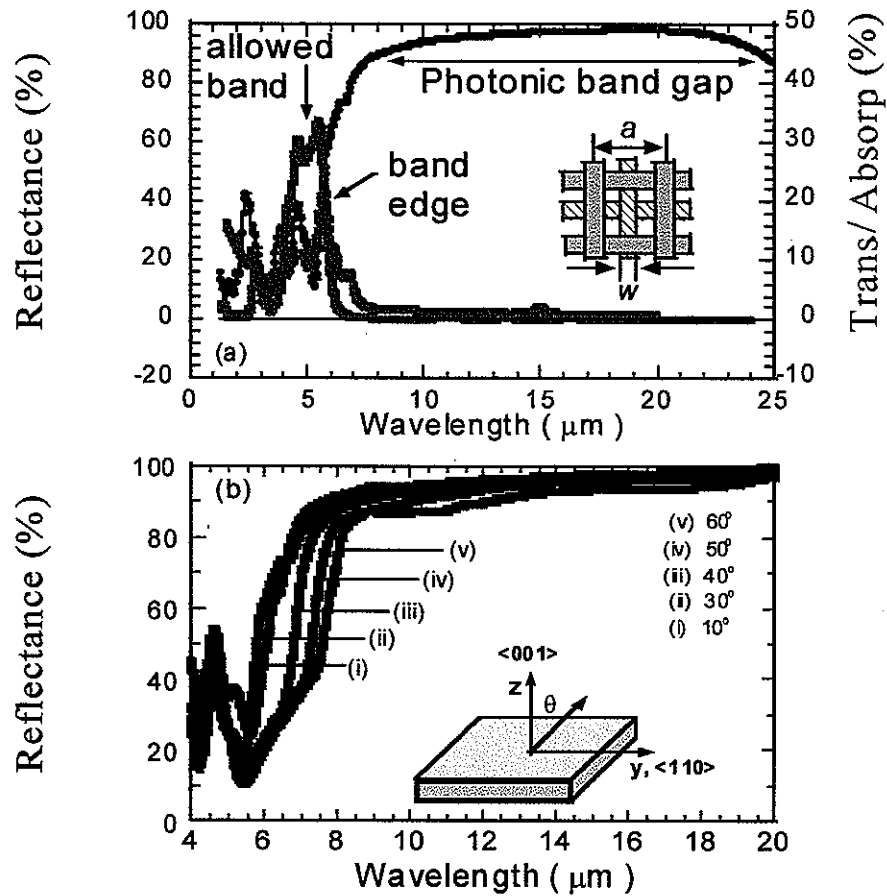 Reflectance (%)
Trans/ Absorp (%)
100
80
60
40
20
0
-20
50
40
30
20
10
0
-10
allowed
band
Photonic band gap
band
edge
a
w
(a)
0 5 10 15 20 25
Wavelength ( μm )
Reflectance (%)
100
80
60
40
20
0
(b)
(v) 60°
(iv) 50°
(iii) 40°
(ii) 30°
(i) 10°
(v)
(iv)
(iii)
(ii)
(i)
<001>
z
θ
y, <110>
4 6 8 10 12 14 16 18 20
Wavelength ( μm )